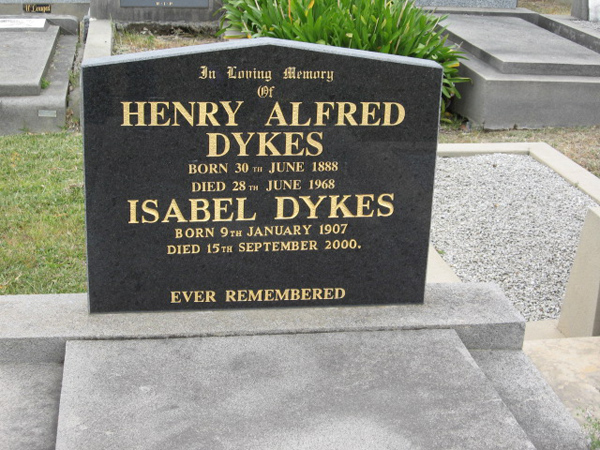 In Loving Memory
Of
HENRY ALFRED
DYKES
BORN 30TH JUNE 1888
DIED 28TH JUNE 1968
ISABEL DYKES
BORN 9TH JANUARY 1907
DIED 15TH SEPTEMBER 2000.
EVER REMEMBERED
R·I·P